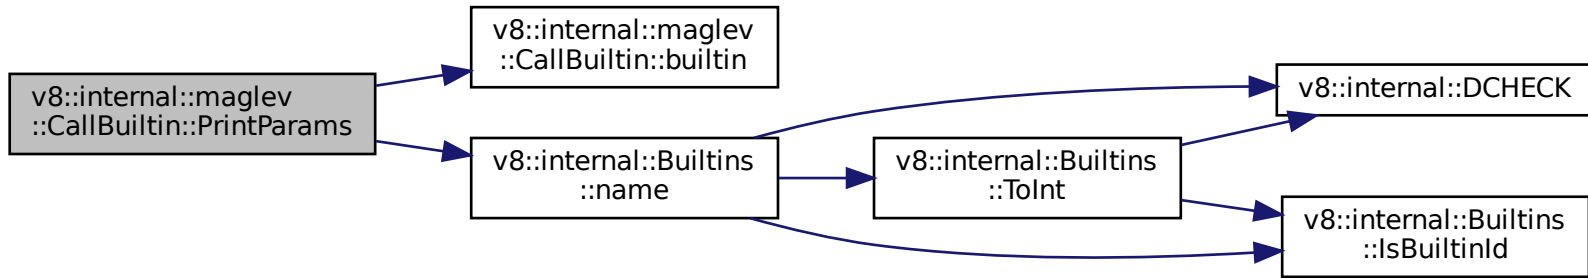 v8::internal::maglev
::CallBuiltin::PrintParams
v8::internal::maglev
::CallBuiltin::builtin
v8::internal::Builtins
::name
v8::internal::Builtins
::ToInt
v8::internal::DCHECK
v8::internal::Builtins
::IsBuiltinId